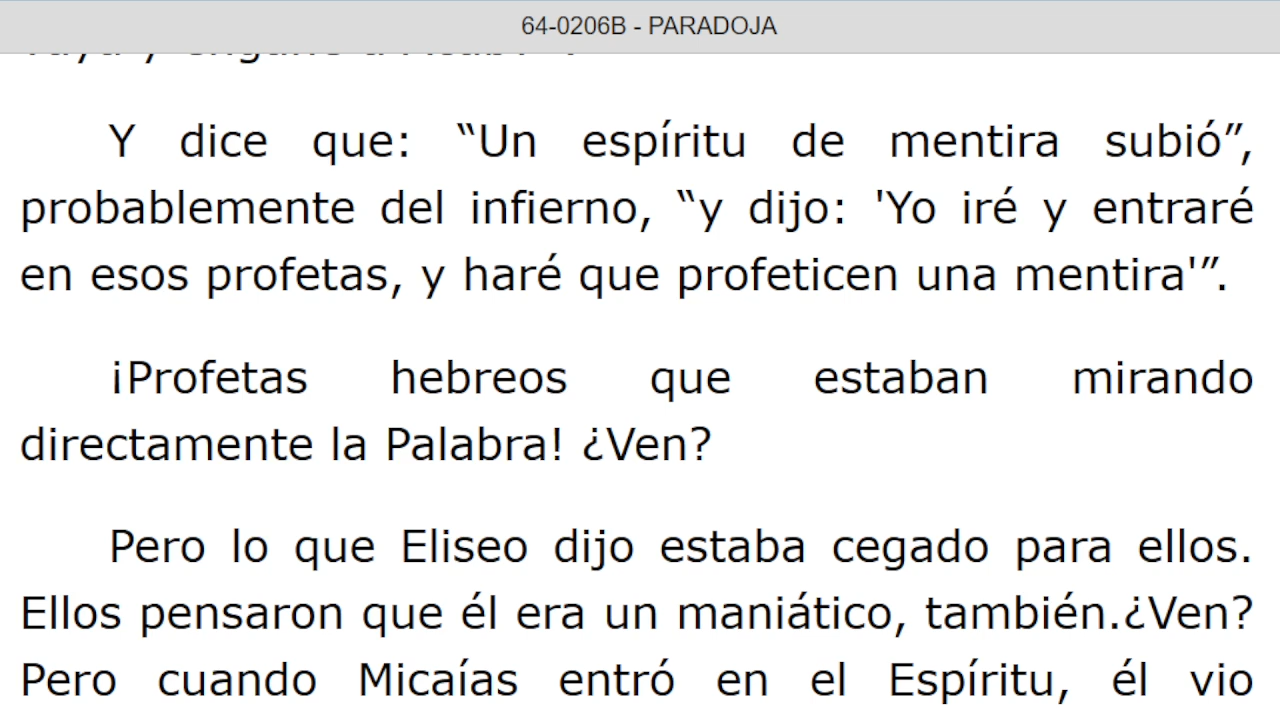 64-0206B - PARADOJA
Y dice que: “Un espíritu de mentira subió”,
probablemente del infierno, “y dijo: 'Yo iré y entraré
en esos profetas, y haré que profeticen una mentira'”.
¡Profetas hebreos que estaban mirando
directamente la Palabra! ¿Ven?
Pero lo que Eliseo dijo estaba cegado para ellos.
Ellos pensaron que él era un maniático, también.¿Ven?
Pero cuando Micaías entró en el Espíritu, él vio